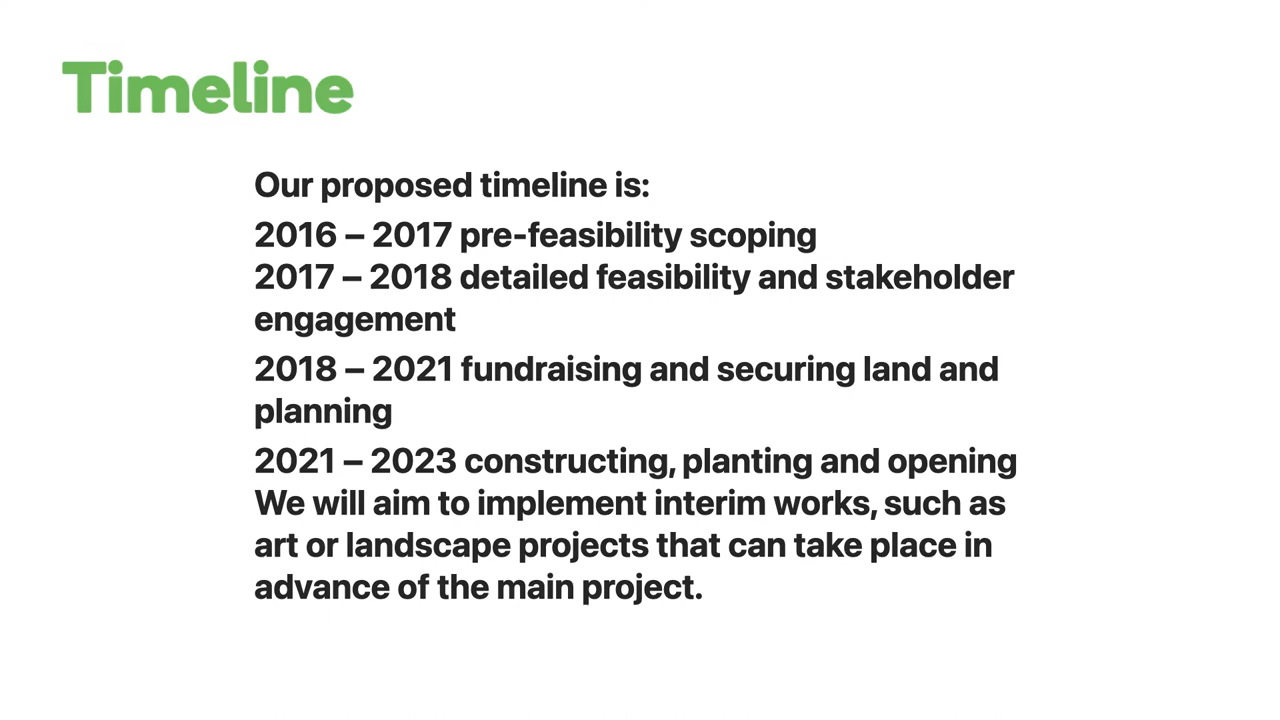 Timeline
Our proposed timeline is:
2016 – 2017 pre-feasibility scoping
2017 – 2018 detailed feasibility and stakeholder
engagement
2018 – 2021 fundraising and securing land and
planning
2021 – 2023 constructing, planting and opening
We will aim to implement interim works, such as
art or landscape projects that can take place in
advance of the main project.